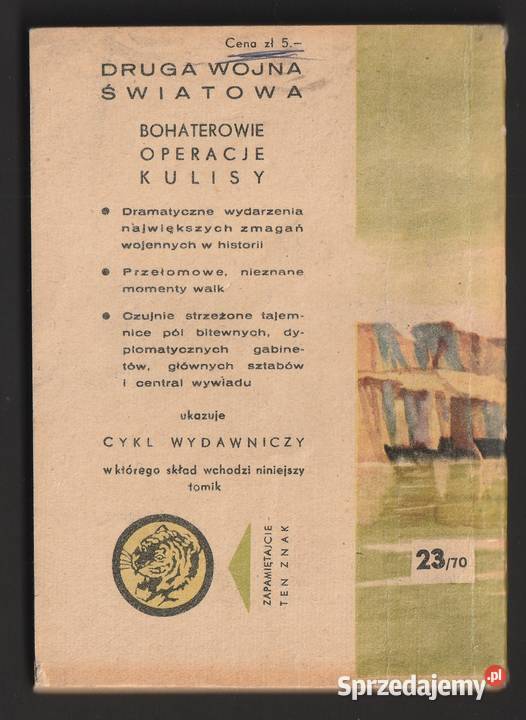 Cena zł 5.—
DRUGA WOJNA
ŚWIATOWA
BOHATEROWIE
OPERACJE
KULISY
● Dramatyczne wydarzenia
największych zmagań
wojennych w historii
● Przełomowe, nieznane
momenty walk
● Czujnie strzeżone tajem-
nice pól bitewnych, dy-
plomatycznych gabine-
tów, głównych sztabów
i central wywiadu
ukazuje
CYKL WYDAWNICZY
w którego skład wchodzi niniejszy
tomik
ZAPAMIĘTAJCIE -
TEN ZNAK
23/70
Sprzedajemy.pl